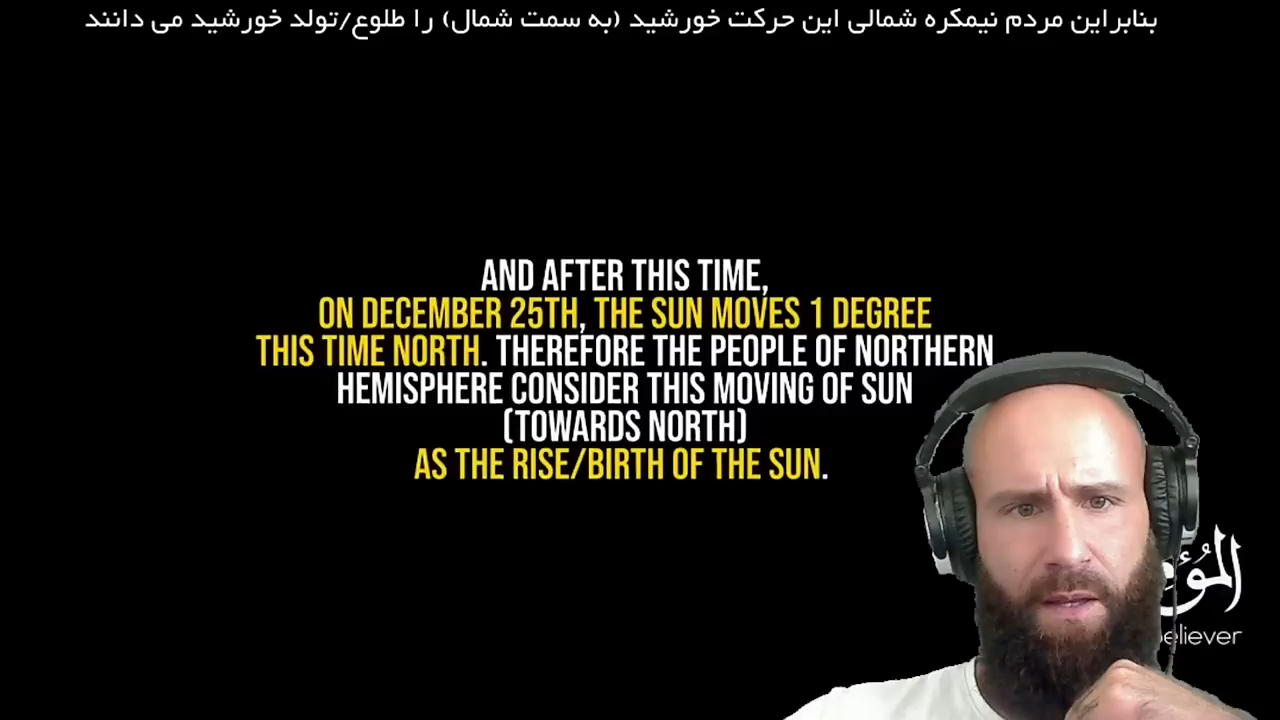 بنابراین مردم نیمکره شمالی این حرکت خورشید (به سمت شمال) را طلوع/تولد خورشید می دانند
AND AFTER THIS TIME,
ON DECEMBER 25TH, THE SUN MOVES 1 DEGREE
THIS TIME NORTH. THEREFORE THE PEOPLE OF NORTHERN
HEMISPHERE CONSIDER THIS MOVING OF SUN
(TOWARDS NORTH)
AS THE RISE/BIRTH OF THE SUN.